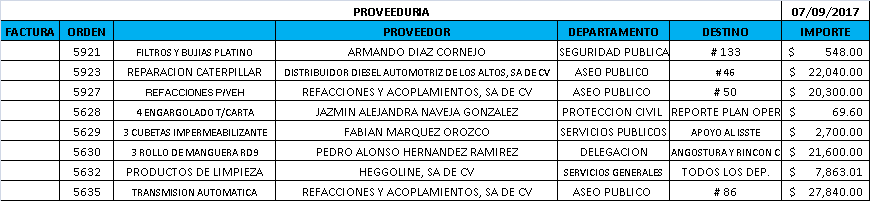 PROVEEDURIA 07/09/2017
FACTURA ORDEN PROVEEDOR DEPARTAMENTO DESTINO IMPORTE
5921 FILTROS Y BUJIAS PLATINO ARMANDO DIAZ CORNEJO SEGURIDAD PUBLICA # 133 $ 548.00
5923 REPARACION CATERPILLAR DISTRIBUIDOR DIESEL AUTOMOTRIZ DE LOS ALTOS, SA DE CV ASEO PUBLICO # 46 $ 22,040.00
5927 REFACCIONES P/VEH REFACCIONES Y ACOPLAMIENTOS, SA DE CV ASEO PUBLICO # 50 $ 20,300.00
5628 4 ENGARGOLADO T/CARTA JAZMIN ALEJANDRA NAVEJA GONZALEZ PROTECCION CIVIL REPORTE PLAN OPER $ 69.60
5629 3 CUBETAS IMPERMEABILIZANTE FABIAN MARQUEZ OROZCO SERVICIOS PUBLICOS APOYO AL ISSTE $ 2,700.00
5630 3 ROLLO DE MANGUERA RD9 PEDRO ALONSO HERNANDEZ RAMIREZ DELEGACION ANGOSTURA Y RINCON C $ 21,600.00
5632 PRODUCTOS DE LIMPIEZA HEGGOLINE, SA DE CV SERVICIOS GENERALES TODOS LOS DEP. $ 7,863.01
5635 TRANSMISION AUTOMATICA REFACCIONES Y ACOPLAMIENTOS, SA DE CV ASEO PUBLICO # 86 $ 27,840.00